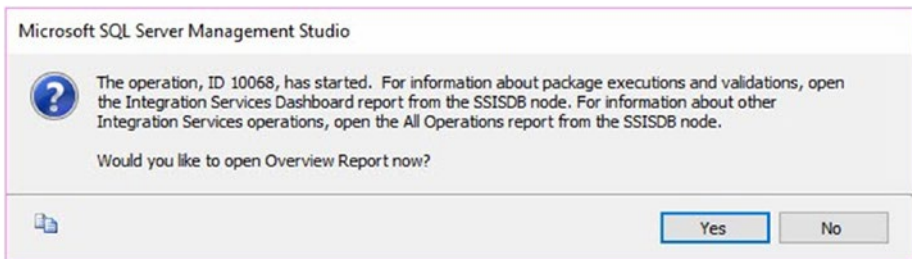 Microsoft SQL Server Management Studio
The operation, ID 10068, has started.  For information about package executions and validations, open
the Integration Services Dashboard report from the SSISDB node. For information about other
Integration Services operations, open the All Operations report from the SSISDB node.
Would you like to open Overview Report now?
Yes
No